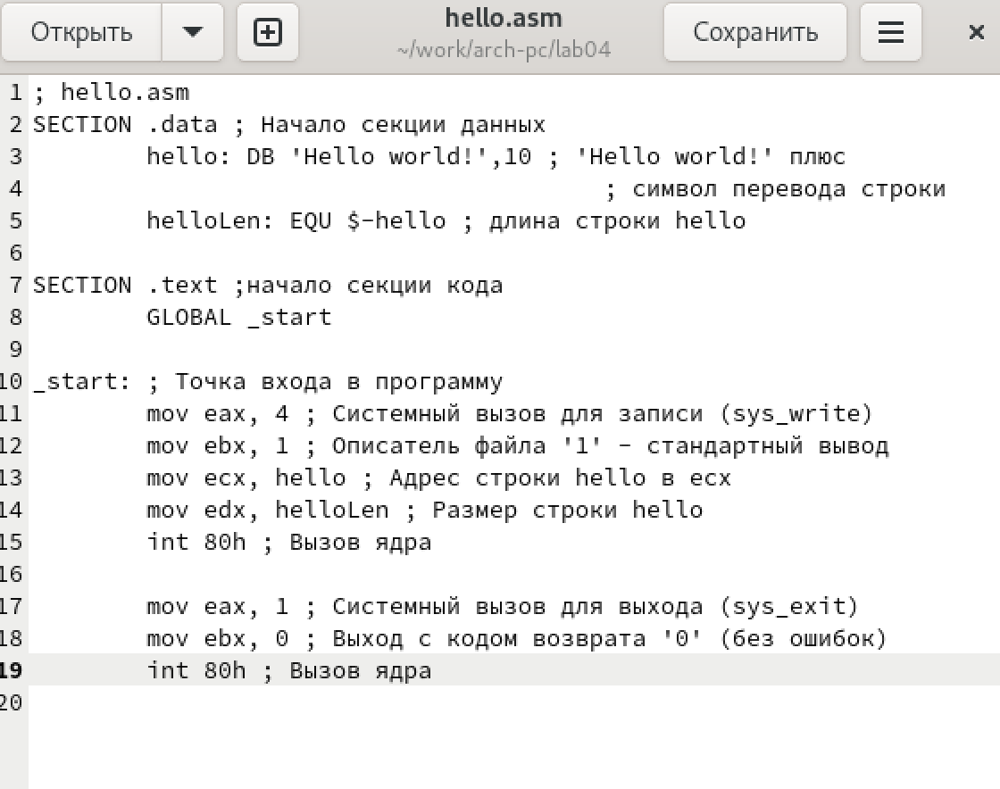 Открыть
hello.asm
~/work/arch-pc/lab04
Сохранить
1 ; hello.asm
2 SECTION .data ; Начало секции данных
3         hello: DB 'Hello world!',10 ; 'Hello world!' плюс
4                                         ; символ перевода строки
5         helloLen: EQU $-hello ; длина строки hello
6
7 SECTION .text ;начало секции кода
8         GLOBAL _start
9
10 _start: ; Точка входа в программу
11         mov eax, 4 ; Системный вызов для записи (sys_write)
12         mov ebx, 1 ; Описатель файла '1' - стандартный вывод
13         mov ecx, hello ; Адрес строки hello в ecx
14         mov edx, helloLen ; Размер строки hello
15         int 80h ; Вызов ядра
16
17         mov eax, 1 ; Системный вызов для выхода (sys_exit)
18         mov ebx, 0 ; Выход с кодом возврата '0' (без ошибок)
19         int 80h ; Вызов ядра
20